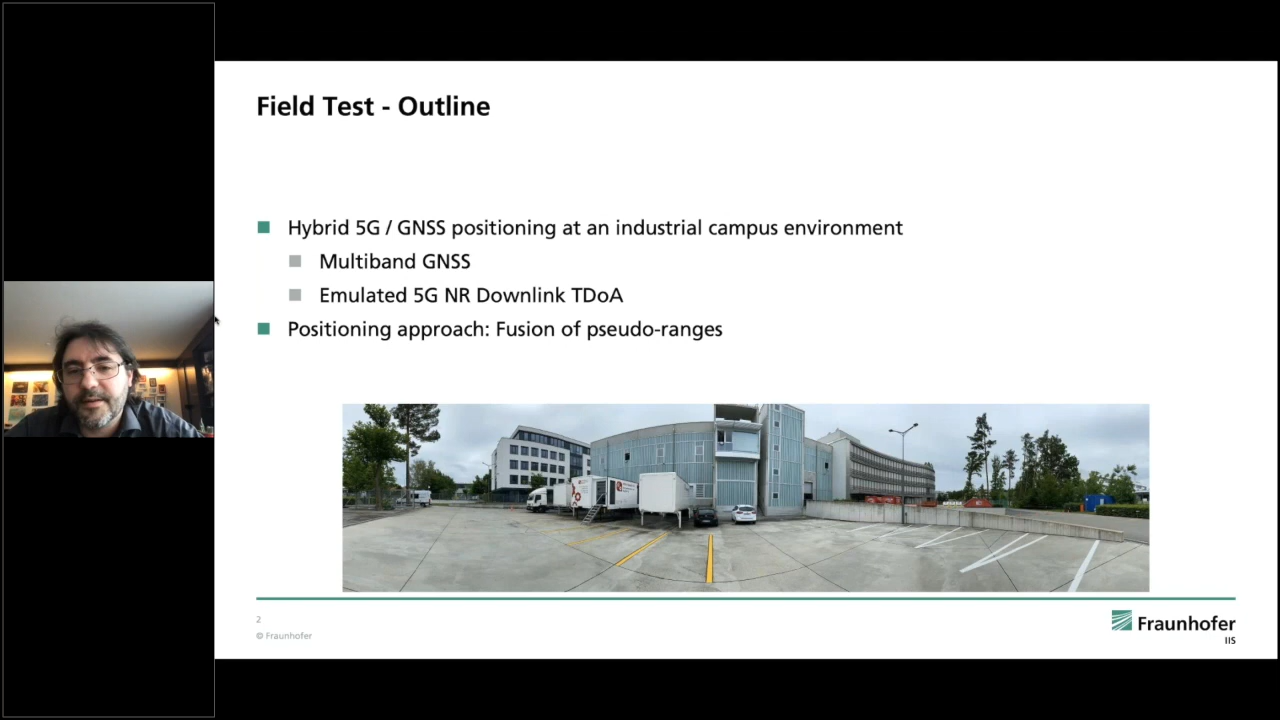 Field Test - Outline
Hybrid 5G / GNSS positioning at an industrial campus environment
Multiband GNSS
Emulated 5G NR Downlink TDoA
Positioning approach: Fusion of pseudo-ranges
2
© Fraunhofer
Fraunhofer
IIS